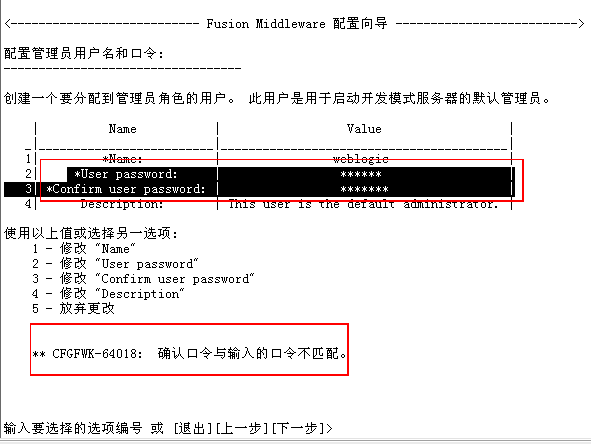 <---------------------------- Fusion Middleware 配置向导 --------------------------->
配置管理员用户名和口令:
----------------------------------
创建一个要分配到管理员角色的用户。 此用户是用于启动开发模式服务器的默认管理员。
| Name | Value |
_|_________________________|_________________________________________|
1| *Name: | weblogic |
2| *User password: | ****** |
3| *Confirm user password: | ******* |
4| Description: | This user is the default administrator. |
使用以上值或选择另一选项:
1 - 修改 "Name"
2 - 修改 "User password"
3 - 修改 "Confirm user password"
4 - 修改 "Description"
5 - 放弃更改
** CFGFWK-64018: 确认口令与输入的口令不匹配。
输入要选择的选项编号 或 [退出][上一步][下一步]>